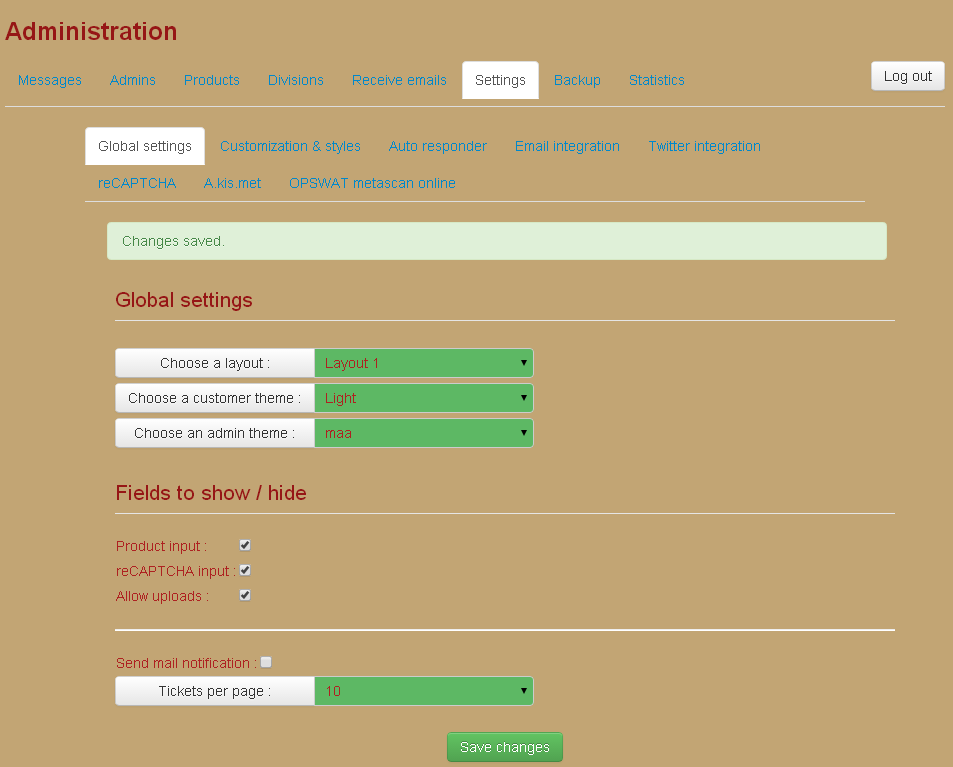 Administration
Messages Admins Products Divisions Receive emails Settings Backup Statistics Log out
Global settings Customization & styles Auto responder Email integration Twitter integration
reCAPTCHA A.kis.met OPSWAT metascan online
Changes saved.
Global settings
Choose a layout : Layout 1
Choose a customer theme : Light
Choose an admin theme : maa
Fields to show / hide
Product input :
reCAPTCHA input :
Allow uploads :
Send mail notification :
Tickets per page : 10
Save changes